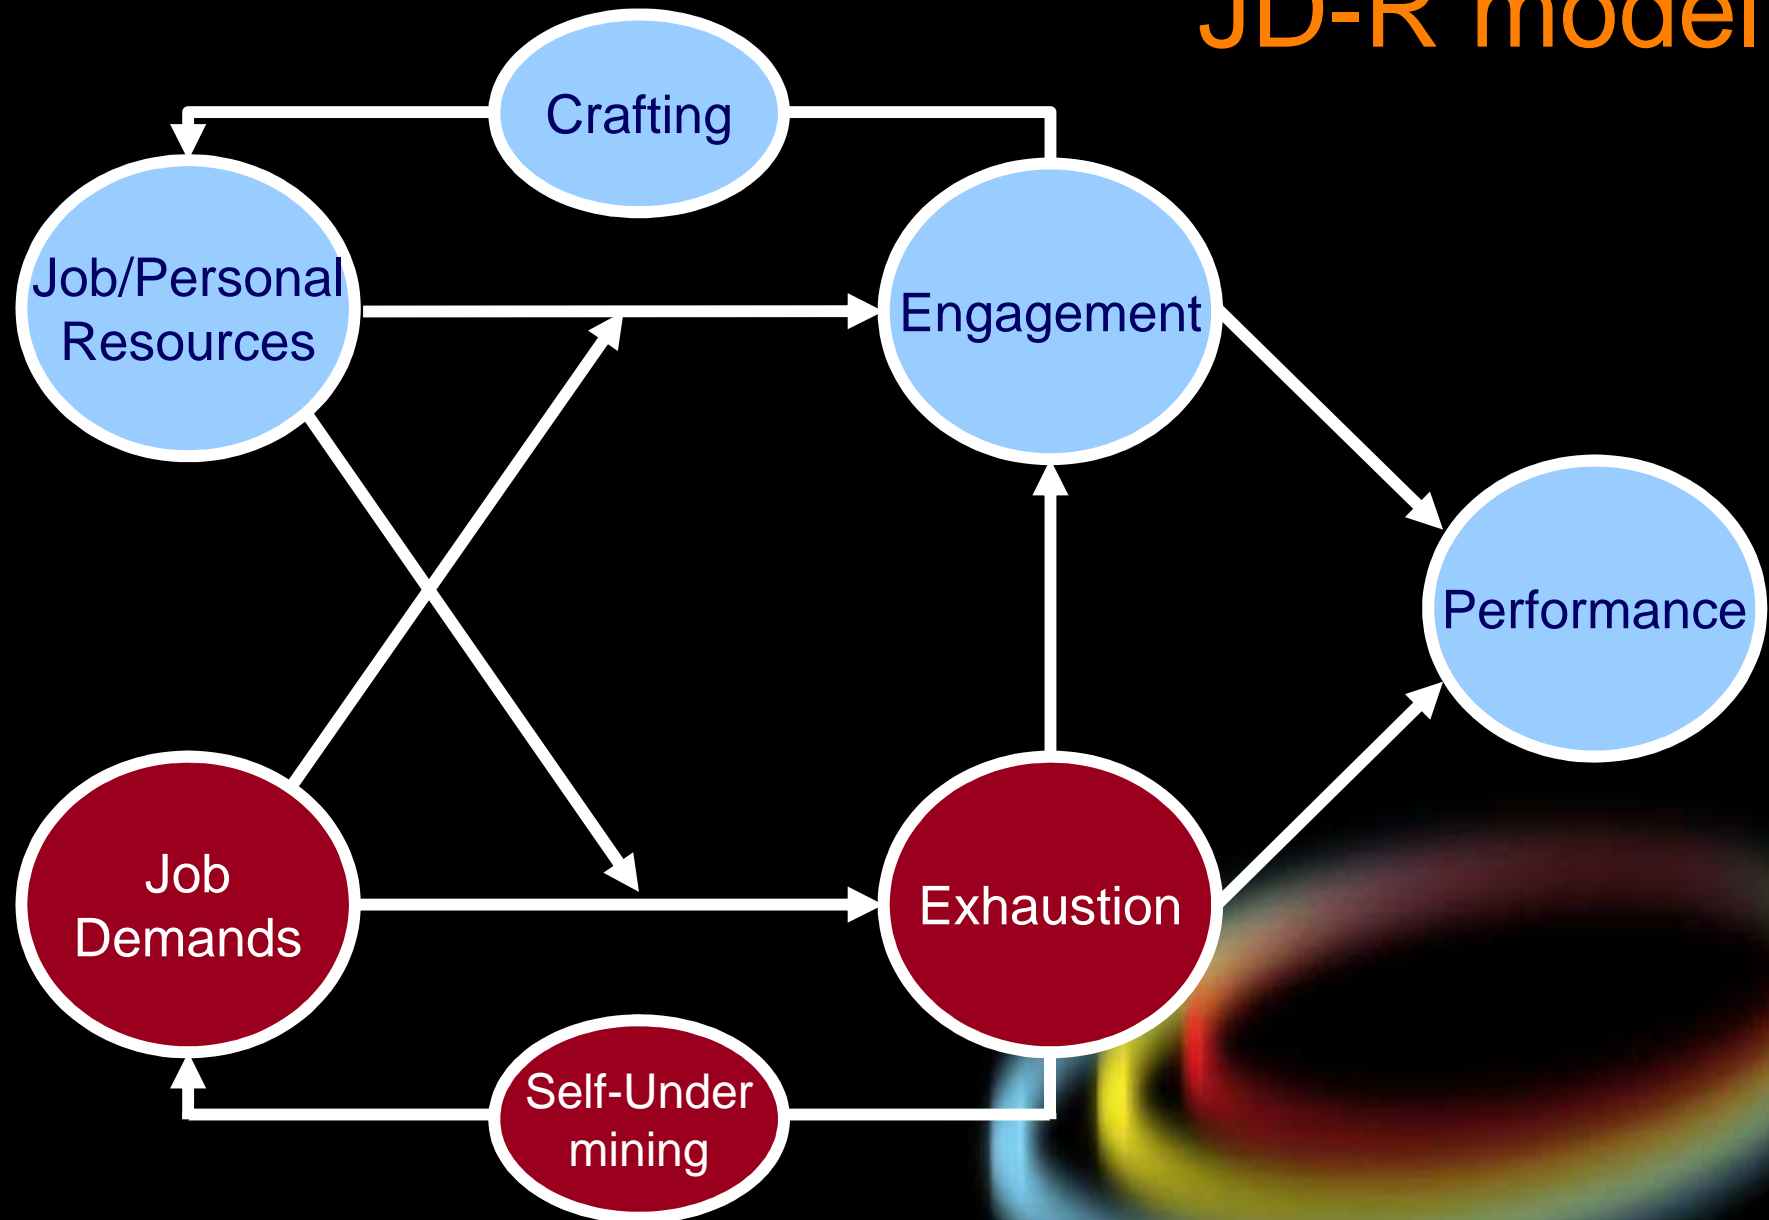 JD-R model
Crafting
Job/Personal
Resources
Engagement
Performance
Job
Demands
Exhaustion
Self-Under
mining